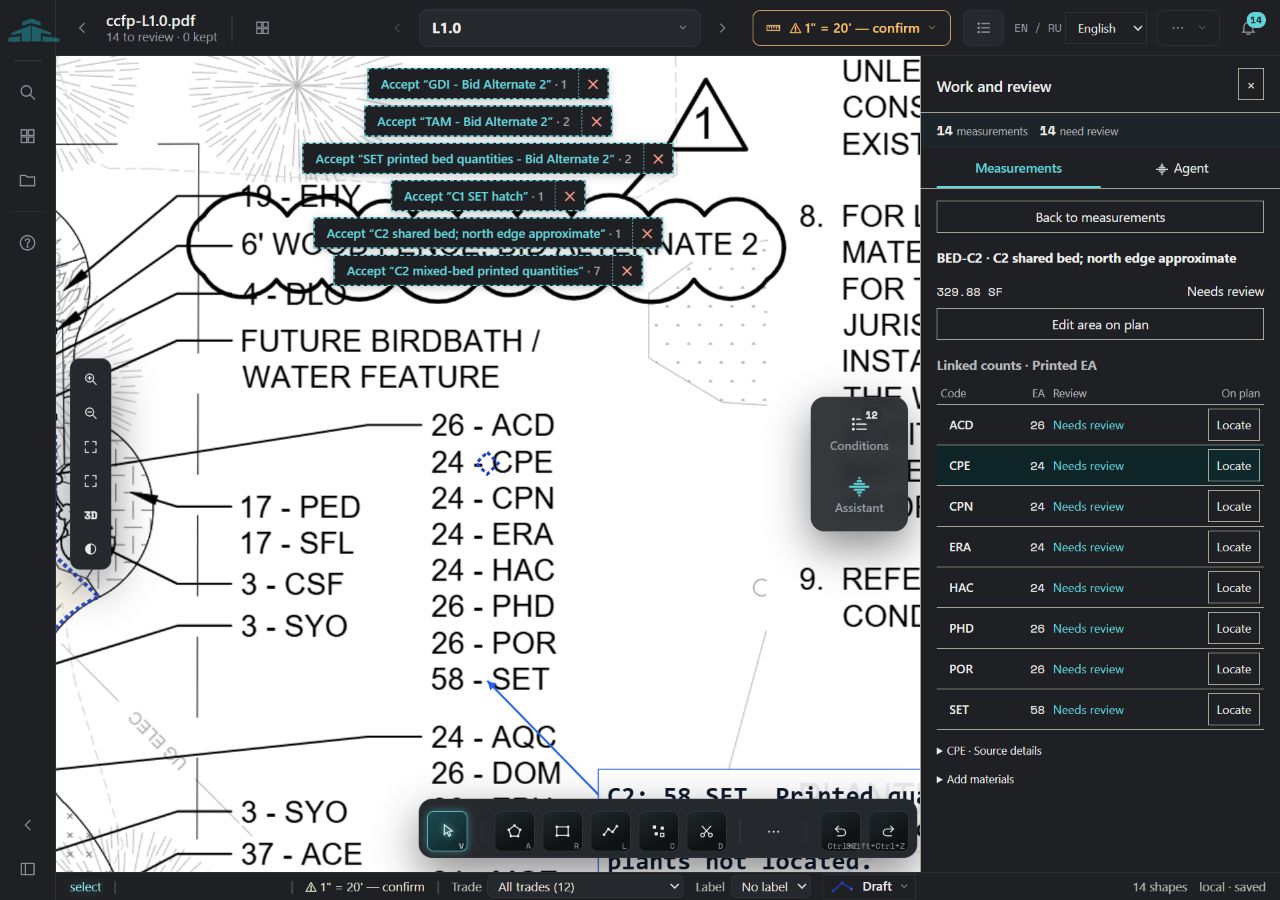 ccfp-L1.0.pdf
14 to review · 0 kept
L1.0
⚠ 1" = 20' — confirm
EN / RU
English
14
Work and review
×
14 measurements 14 need review
Measurements
Agent
Back to measurements
BED-C2 · C2 shared bed; north edge approximate
329.88 SF
Needs review
Edit area on plan
Linked counts · Printed EA
Code EA Review On plan
ACD 26 Needs review Locate
CPE 24 Needs review Locate
CPN 24 Needs review Locate
ERA 24 Needs review Locate
HAC 24 Needs review Locate
PHD 26 Needs review Locate
POR 26 Needs review Locate
SET 58 Needs review Locate
CPE · Source details
Add materials
Accept “GDI - Bid Alternate 2” · 1
Accept “TAM - Bid Alternate 2” · 2
Accept “SET printed bed quantities - Bid Alternate 2” · 2
Accept “C1 SET hatch” · 1
Accept “C2 shared bed; north edge approximate” · 1
Accept “C2 mixed-bed printed quantities” · 7
1
19 - EHY
6' WO
NATE 2
4 - DLO
FUTURE BIRDBATH /
WATER FEATURE
26 - ACD
24 - CPE
24 - CPN
24 - ERA
24 - HAC
26 - PHD
26 - POR
58 - SET
24 - AQC
26 - DOM
17 - PED
17 - SFL
3 - CSF
3 - SYO
3 - SYO
37 - ACE
UG ELEC
UNLE
CONS
EXIST
8. FOR L
MATE
FOR T
JURIS
INSTA
THE W
9. REFE
COND
3D
12
Conditions
Assistant
C2: 58 SET. Printed qua
plants not located.
V
A
R
L
C
D
select
⚠ 1" = 20' — confirm
Trade
All trades (12)
Label
No label
Draft
14 shapes
local · saved